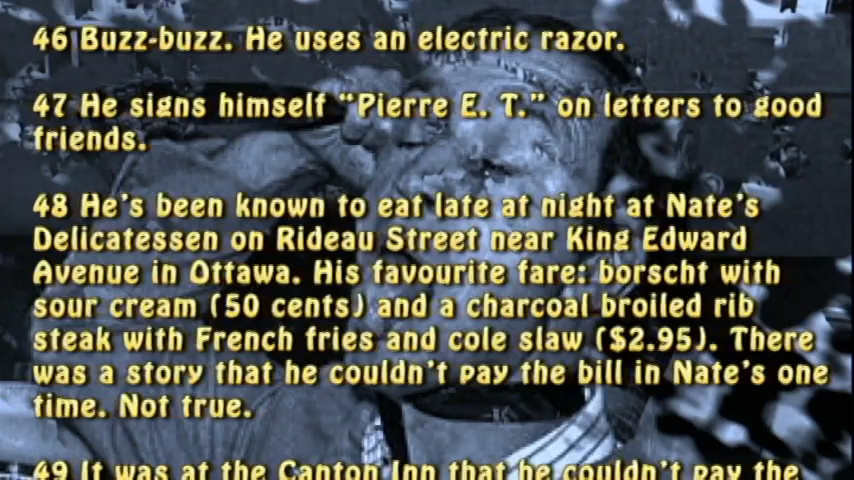 46 Buzz-buzz. He uses an electric razor.
47 He signs himself “Pierre E. T.” on letters to good
friends.
48 He’s been known to eat late at night at Nate’s
Delicatessen on Rideau Street near King Edward
Avenue in Ottawa. His favourite fare: borscht with
sour cream (50 cents) and a charcoal broiled rib
steak with French fries and cole slaw ($2.95). There
was a story that he couldn’t pay the bill in Nate’s one
time. Not true.
49 It was at the Canton Inn that he couldn’t pay the